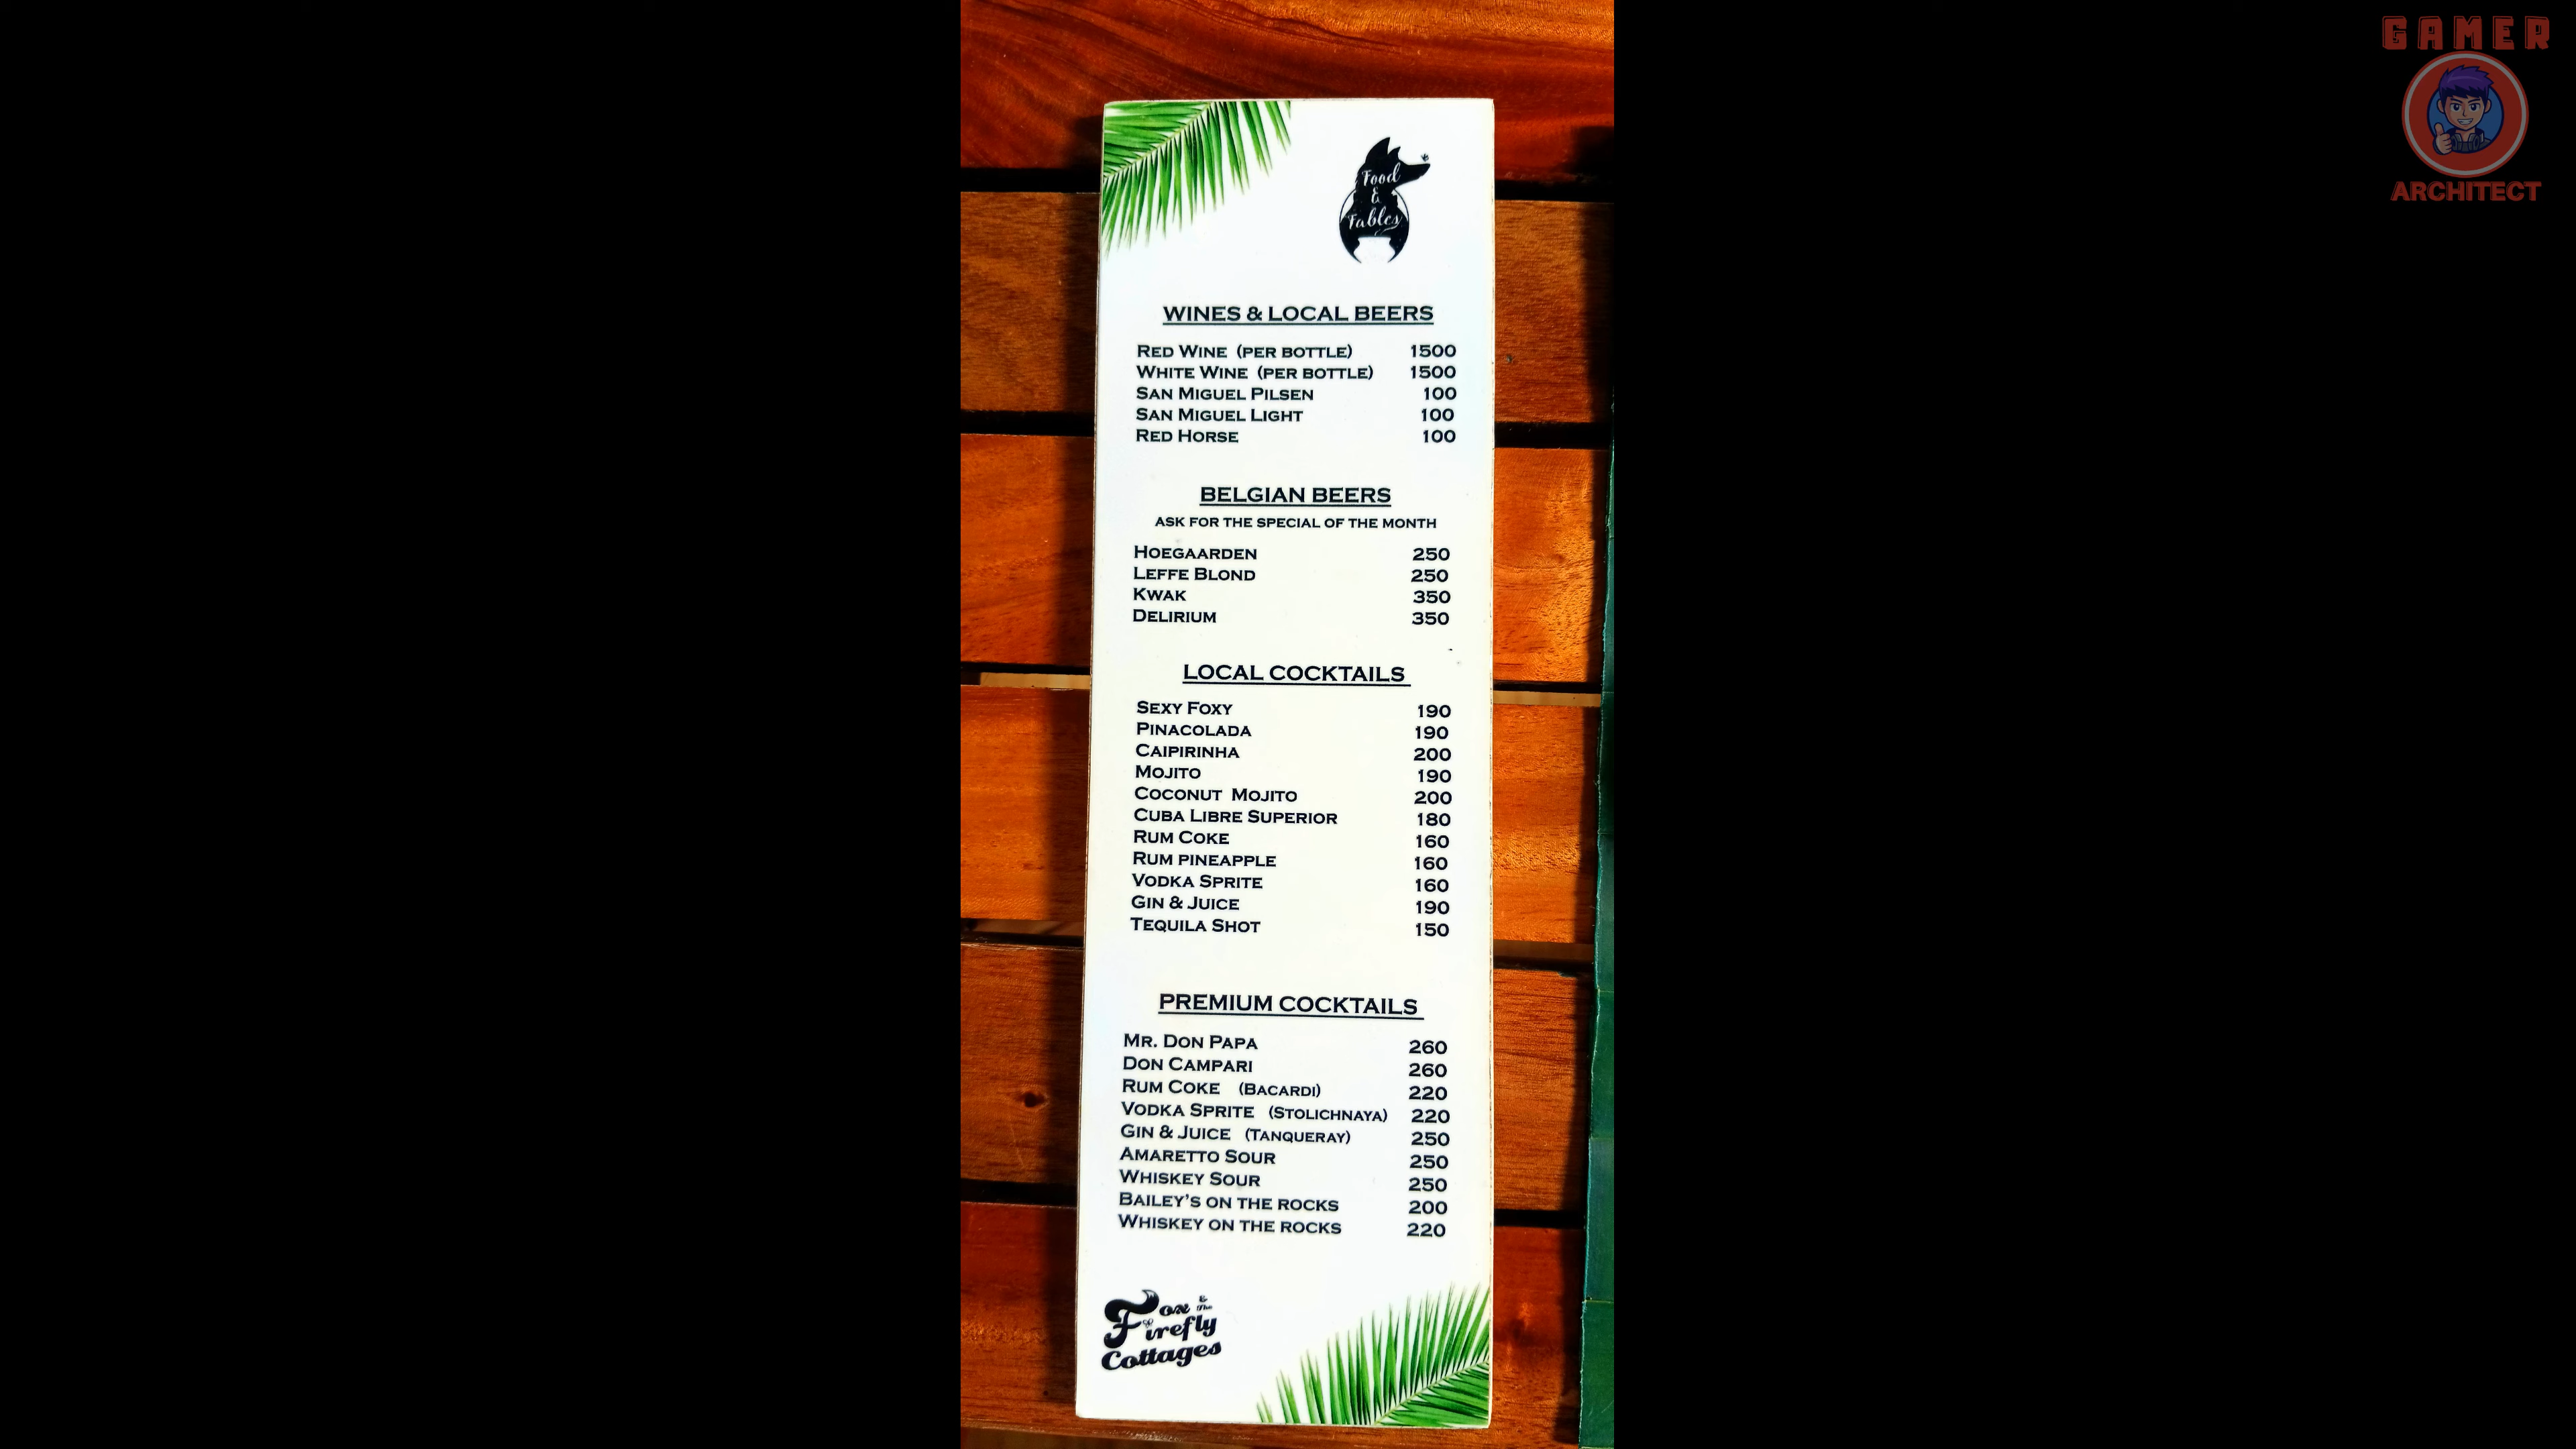 GAMER
ARCHITECT
Food
&
Fables
WINES & LOCAL BEERS
RED WINE (PER BOTTLE) 1500
WHITE WINE (PER BOTTLE) 1500
SAN MIGUEL PILSEN 100
SAN MIGUEL LIGHT 100
RED HORSE 100
BELGIAN BEERS
ASK FOR THE SPECIAL OF THE MONTH
HOEGAARDEN 250
LEFFE BLOND 250
KWAK 350
DELIRIUM 350
LOCAL COCKTAILS
SEXY FOXY 190
PINACOLADA 190
CAIPIRINHA 200
MOJITO 190
COCONUT MOJITO 200
CUBA LIBRE SUPERIOR 180
RUM COKE 160
RUM PINEAPPLE 160
VODKA SPRITE 160
GIN & JUICE 190
TEQUILA SHOT 150
PREMIUM COCKTAILS
MR. DON PAPA 260
DON CAMPARI 260
RUM COKE (BACARDI) 220
VODKA SPRITE (STOLICHNAYA) 220
GIN & JUICE (TANQUERAY) 250
AMARETTO SOUR 250
WHISKEY SOUR 250
BAILEY'S ON THE ROCKS 200
WHISKEY ON THE ROCKS 220
Fox & The
Firefly
Cottages